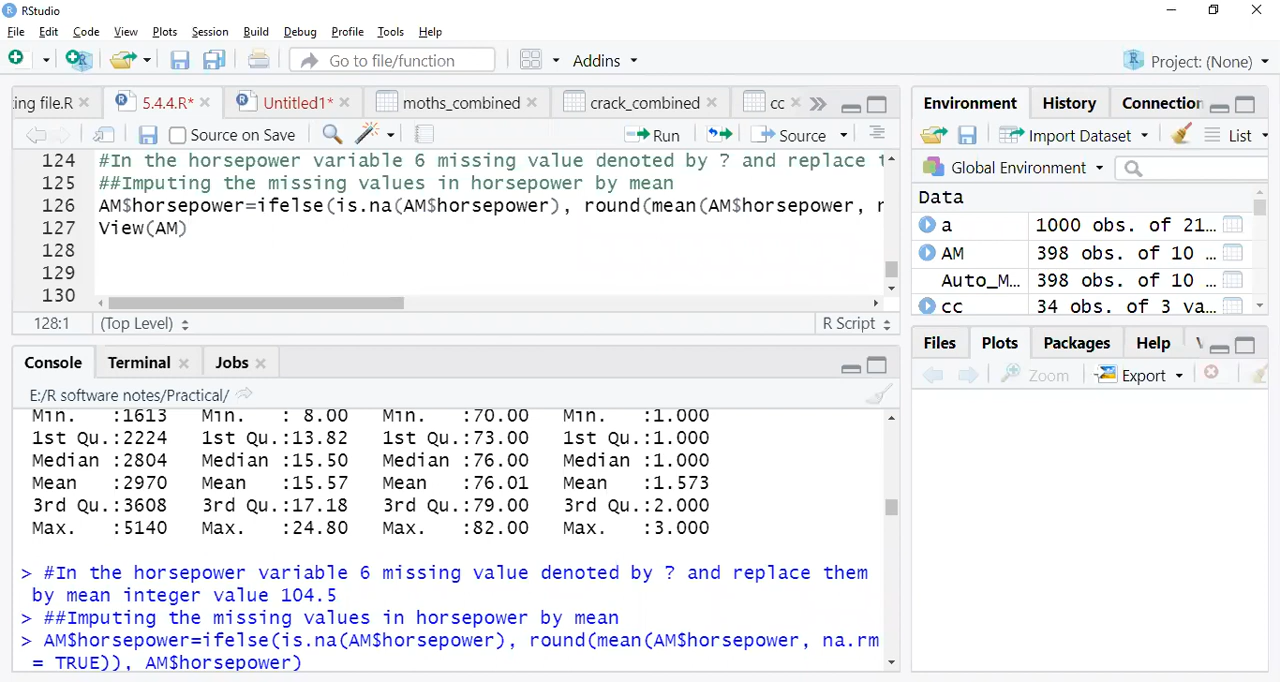 RStudio
File Edit Code View Plots Session Build Debug Profile Tools Help
Go to file/function Addins Project: (None)
ing file.R 5.4.4.R* Untitled1* moths_combined crack_combined cc
Source on Save Run Source
124 #In the horsepower variable 6 missing value denoted by ? and replace
125 ##Imputing the missing values in horsepower by mean
126 AM$horsepower=ifelse(is.na(AM$horsepower), round(mean(AM$horsepower,
127 View(AM)
128
129
130
128:1 (Top Level) R Script
Console Terminal Jobs
E:/R software notes/Practical/
Min. :1613 Min. : 8.00 Min. :70.00 Min. :1.000
1st Qu.:2224 1st Qu.:13.82 1st Qu.:73.00 1st Qu.:1.000
Median :2804 Median :15.50 Median :76.00 Median :1.000
Mean :2970 Mean :15.57 Mean :76.01 Mean :1.573
3rd Qu.:3608 3rd Qu.:17.18 3rd Qu.:79.00 3rd Qu.:2.000
Max. :5140 Max. :24.80 Max. :82.00 Max. :3.000
> #In the horsepower variable 6 missing value denoted by ? and replace them
by mean integer value 104.5
> ##Imputing the missing values in horsepower by mean
> AM$horsepower=ifelse(is.na(AM$horsepower), round(mean(AM$horsepower, na.rm
= TRUE)), AM$horsepower)
Environment History Connection
Import Dataset List
Global Environment
Data
a 1000 obs. of 21...
AM 398 obs. of 10 ...
Auto_M... 398 obs. of 10 ...
cc 34 obs. of 3 va...
Files Plots Packages Help
Zoom Export